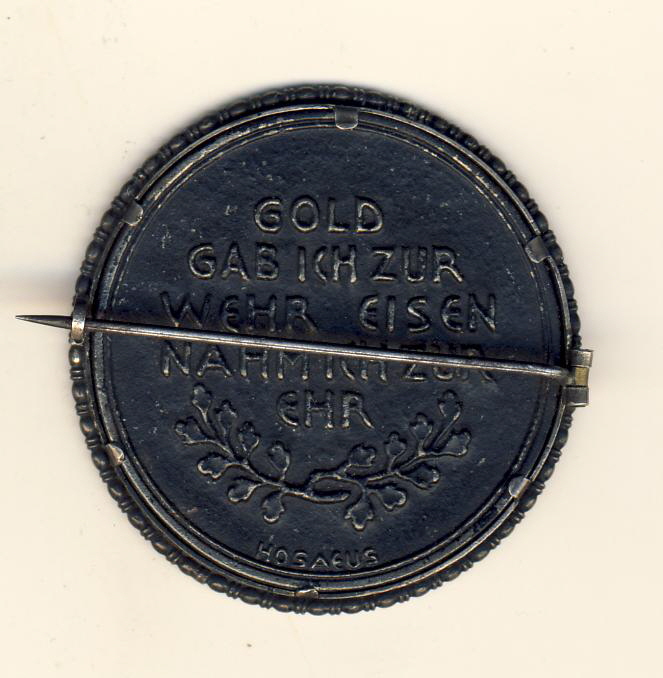 GOLD
GAB ICH ZUR
WEHR EISEN
NAHM ICH ZUR
EHR
HOSAEUS